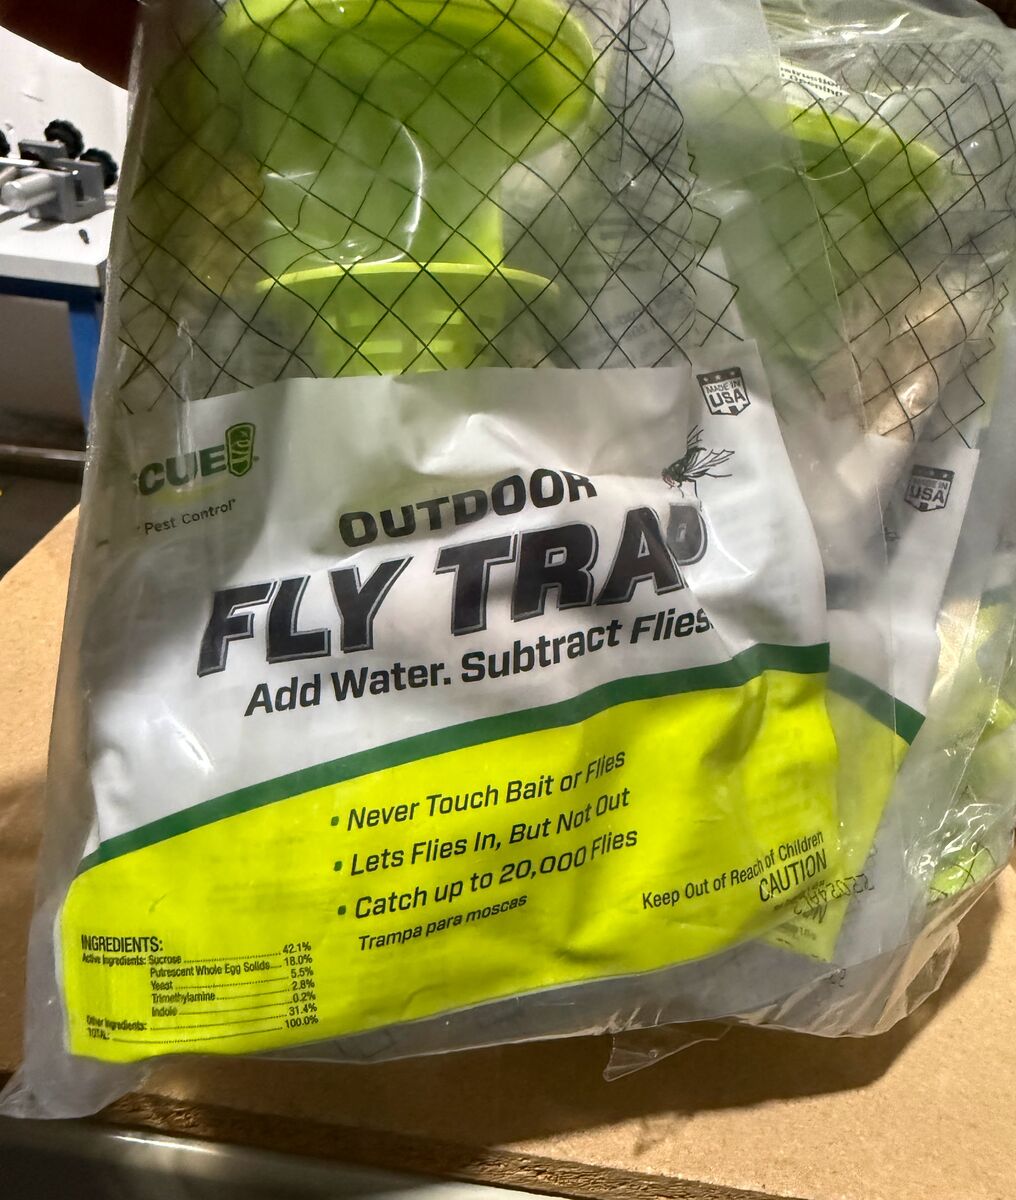 MADE IN
USA
CUE
Pest Control
OUTDOOR
FLY TRAP
Add Water. Subtract Flies.
MADE IN
USA
• Never Touch Bait or Flies
• Lets Flies In, But Not Out
• Catch up to 20,000 Flies
Trampa para moscas
Keep Out of Reach of Children
CAUTION
INGREDIENTS:
Active Ingredients: Sucrose 42.1%
Putrescent Whole Egg Solids 18.0%
Yeast 5.5%
Trimethylamine 2.8%
Indole 0.2%
Other Ingredients: 31.4%
TOTAL: 100.0%